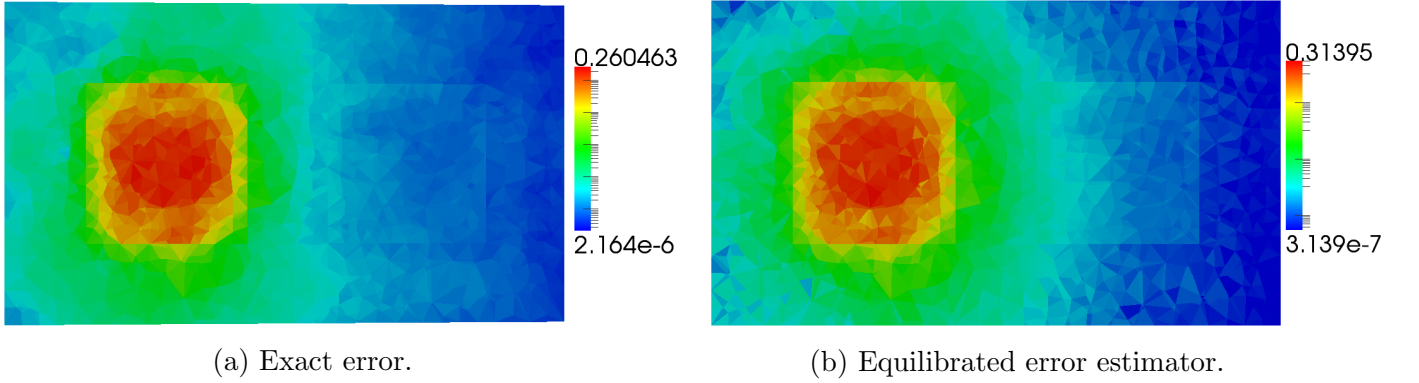 0.260463
2.164e-6
0.31395
3.139e-7
(a) Exact error.
(b) Equilibrated error estimator.